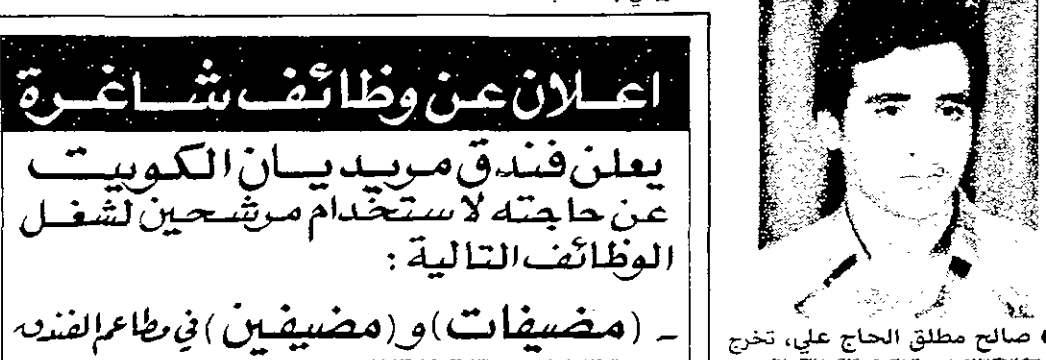 اعلان عن وظائف شاغرة
يعلن فندق مريديان الكويت
عن حاجته لاستخدام مرشحين لشغل
الوظائف التالية :
ـ (مضيفات) و (مضيفين) في مطاعم الفندق
صالح مطلق الحاج علي، تخرج